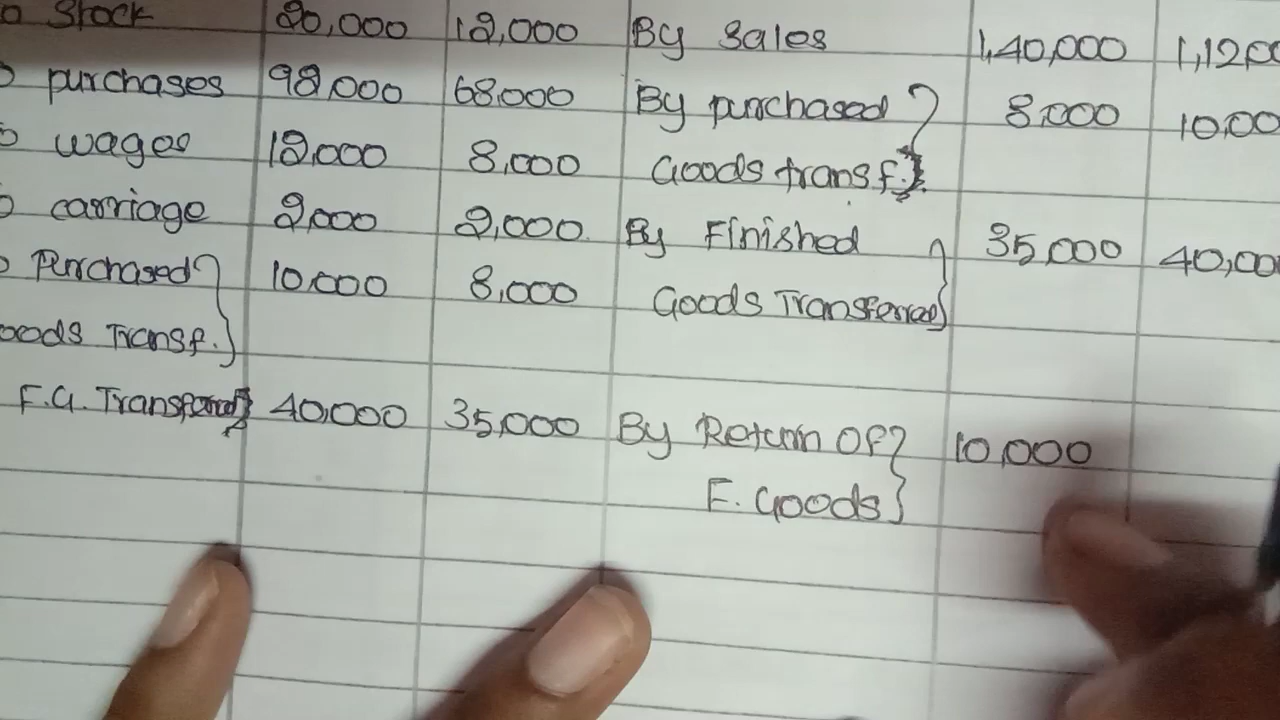 o Stock 20,000 12,000 By Sales 1,40,000 1,12,00
o purchases 98,000 68,000 By purchased 8,000 10,00
o wages 12,000 8,000 Goods transf.
o carriage 2,000 2,000 By Finished 35,000 40,00
o Purchased 10,000 8,000 Goods Transferred
oods Transf.
F.G. 40,000 35,000 By Return OF 10,000
F. Goods